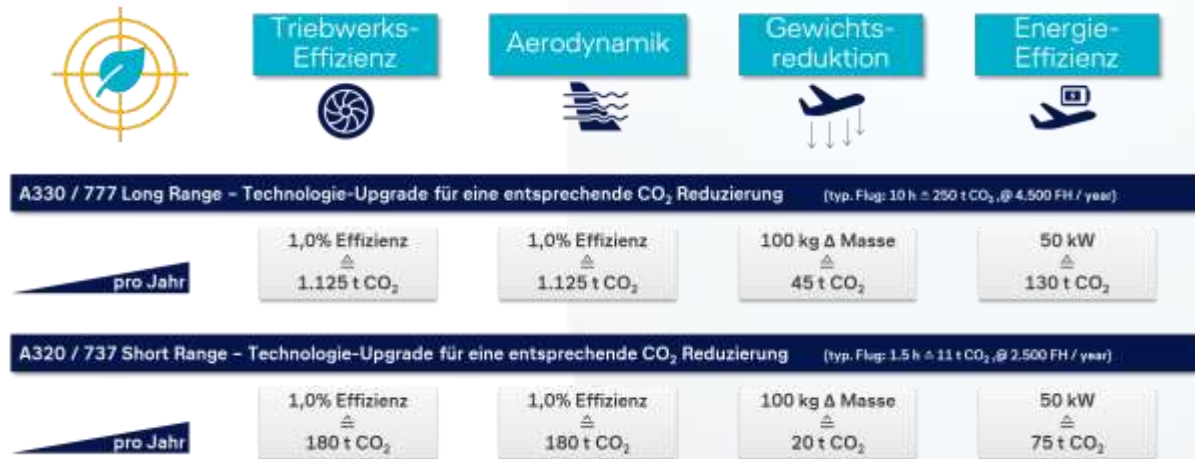 Triebwerks-
Effizienz
Aerodynamik
Gewichts-
reduktion
Energie-
Effizienz
A330 / 777 Long Range – Technologie-Upgrade für eine entsprechende CO₂ Reduzierung (typ. Flug: 10 h ≙ 250 t CO₂, @ 4.500 FH / year)
pro Jahr
1,0% Effizienz
≙
1.125 t CO₂
1,0% Effizienz
≙
1.125 t CO₂
100 kg Δ Masse
≙
45 t CO₂
50 kW
≙
130 t CO₂
A320 / 737 Short Range – Technologie-Upgrade für eine entsprechende CO₂ Reduzierung (typ. Flug: 1.5 h ≙ 11 t CO₂, @ 2.500 FH / year)
pro Jahr
1,0% Effizienz
≙
180 t CO₂
1,0% Effizienz
≙
180 t CO₂
100 kg Δ Masse
≙
20 t CO₂
50 kW
≙
75 t CO₂